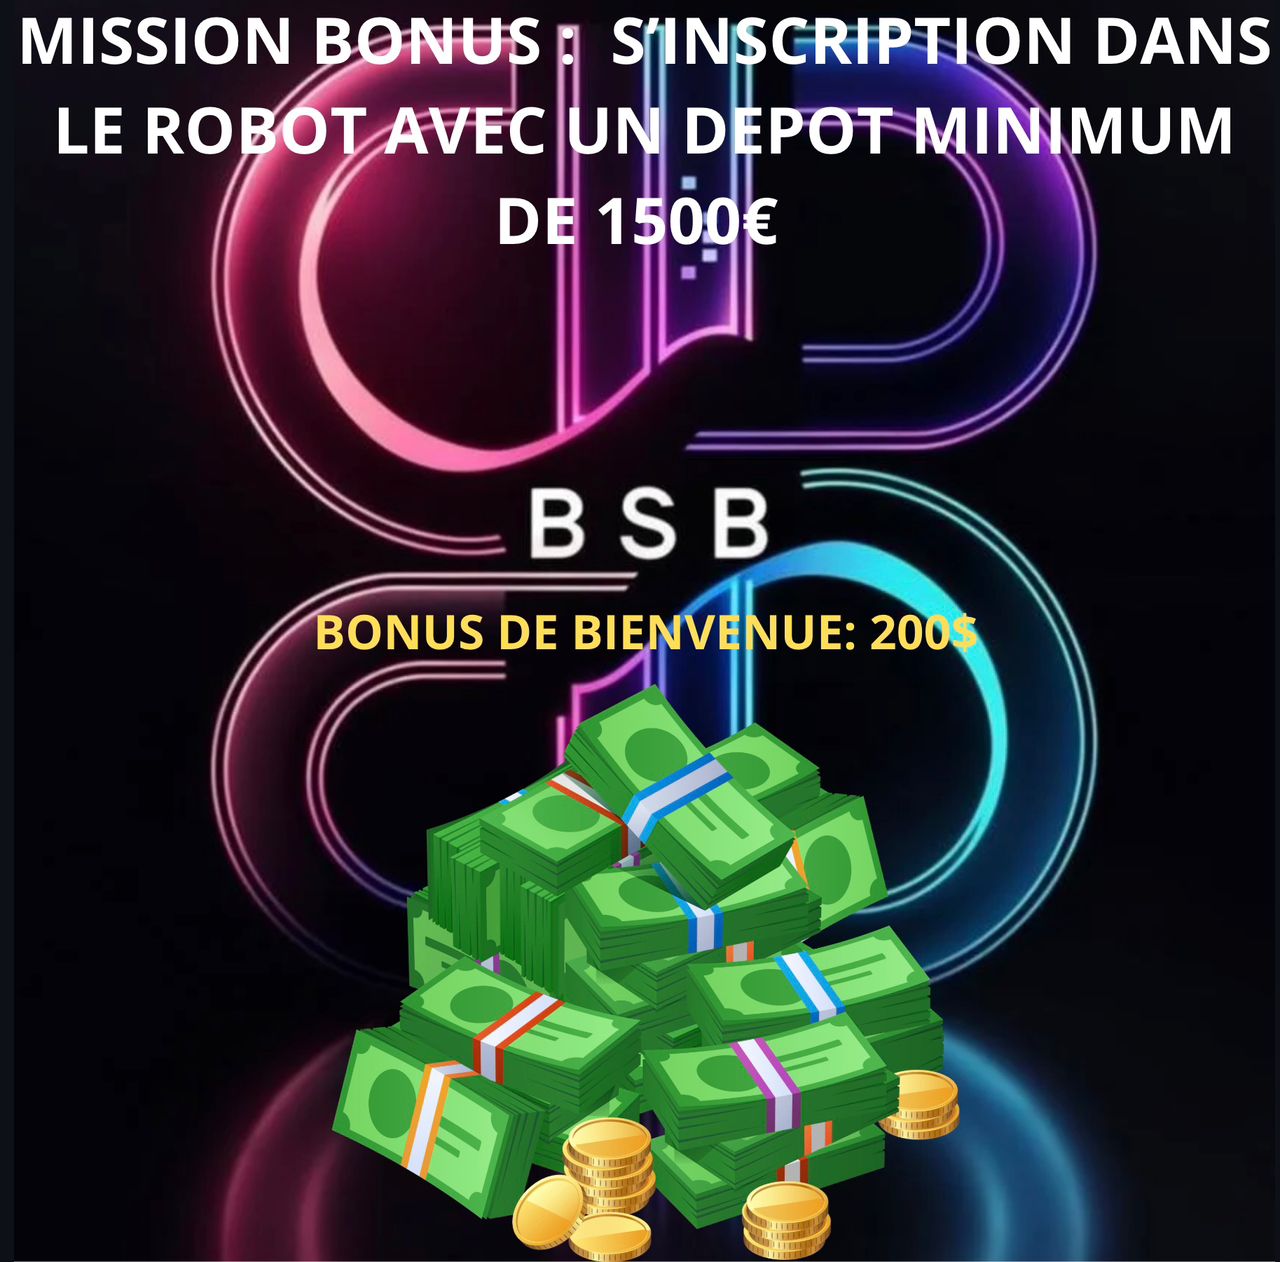 MISSION BONUS :  S’INSCRIPTION DANS
LE ROBOT AVEC UN DEPOT MINIMUM
DE 1500€
BSB
BONUS DE BIENVENUE: 200$